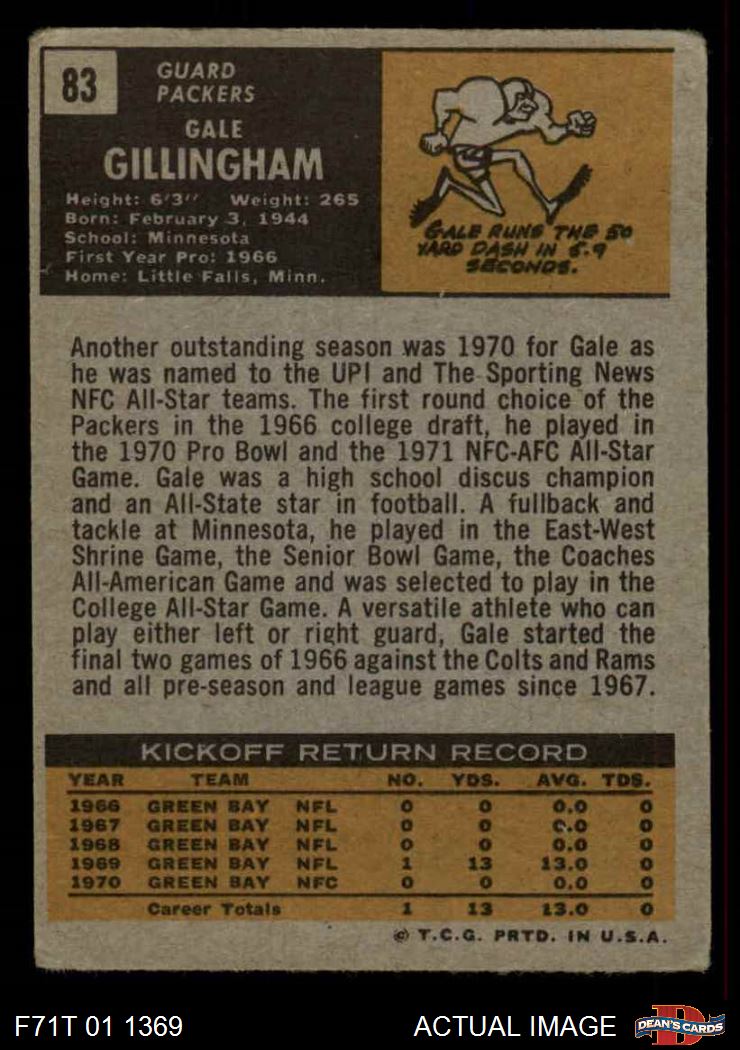 83
GUARD
PACKERS
GALE
GILLINGHAM
Height: 6'3'' Weight: 265
Born: February 3, 1944
School: Minnesota
First Year Pro: 1966
Home: Little Falls, Minn.
GALE RUNS THE 50
YARD DASH IN 5.9
SECONDS.
Another outstanding season was 1970 for Gale as
he was named to the UPI and The Sporting News
NFC All-Star teams. The first round choice of the
Packers in the 1966 college draft, he played in
the 1970 Pro Bowl and the 1971 NFC-AFC All-Star
Game. Gale was a high school discus champion
and an All-State star in football. A fullback and
tackle at Minnesota, he played in the East-West
Shrine Game, the Senior Bowl Game, the Coaches
All-American Game and was selected to play in the
College All-Star Game. A versatile athlete who can
play either left or right guard, Gale started the
final two games of 1966 against the Colts and Rams
and all pre-season and league games since 1967.
KICKOFF RETURN RECORD
YEAR TEAM NO. YDS. AVG. TDS.
1966 GREEN BAY NFL 0 0 0.0 0
1967 GREEN BAY NFL 0 0 0.0 0
1968 GREEN BAY NFL 0 0 0.0 0
1969 GREEN BAY NFL 1 13 13.0 0
1970 GREEN BAY NFC 0 0 0.0 0
Career Totals 1 13 13.0 0
© T.C.G. PRTD. IN U.S.A.
F71T 01 1369 ACTUAL IMAGE D DEAN'S CARDS